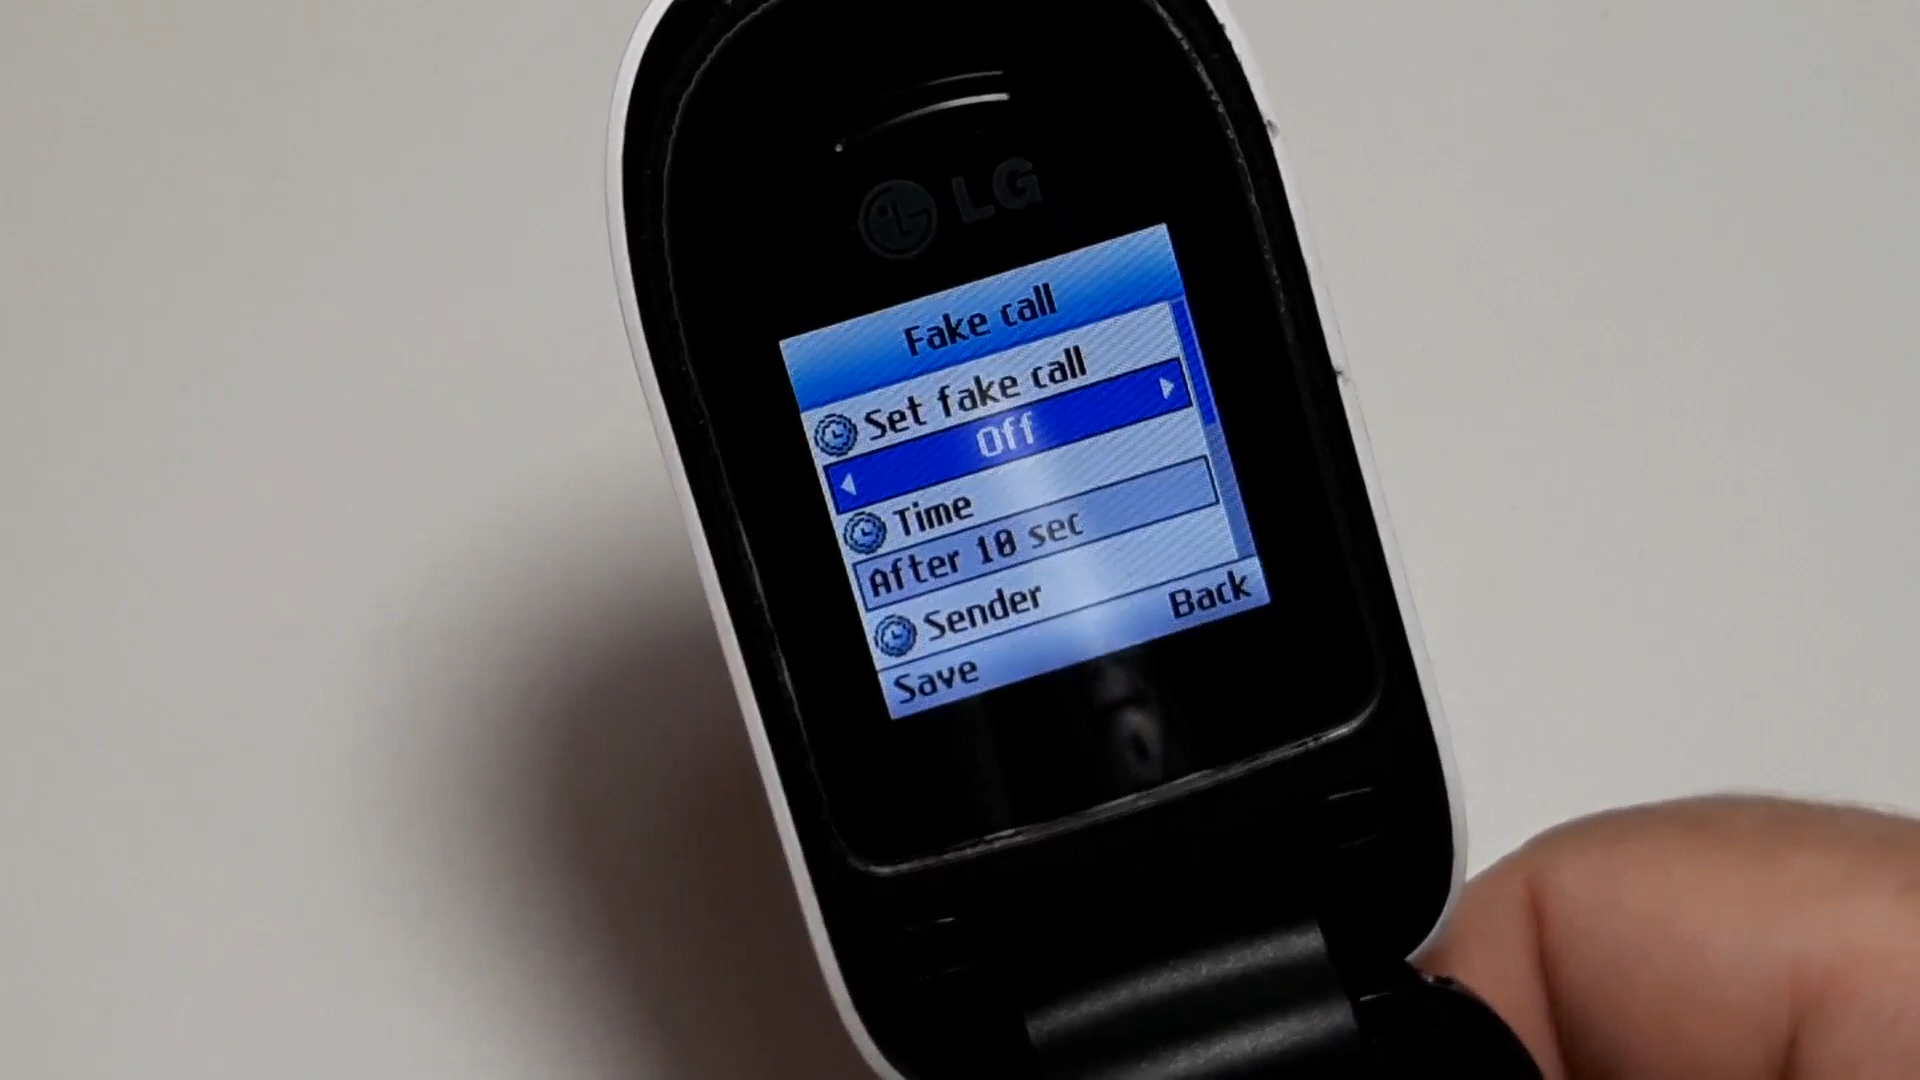 LG
Fake call
Set fake call
Off
Time
After 10 sec
Sender
Save Back